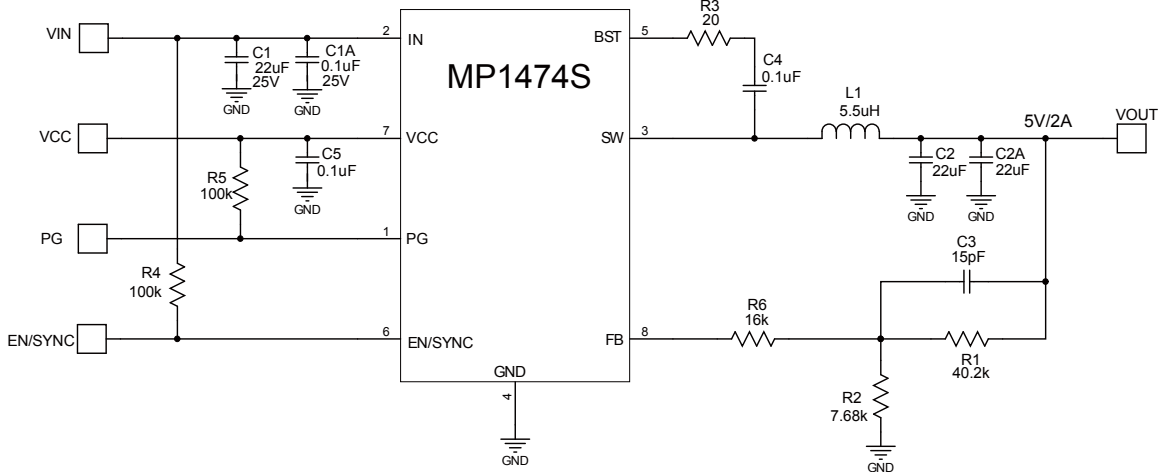 R3
20
VIN
2
IN
BST
5
C1
22uF
25V
C1A
0.1uF
25V
GND
GND
MP1474S
C4
0.1uF
L1
5.5uH
5V/2A
VOUT
VCC
7
VCC
SW
3
C5
0.1uF
GND
C2
22uF
C2A
22uF
GND
GND
R5
100k
PG
1
PG
R4
100k
C3
15pF
R6
16k
EN/SYNC
6
EN/SYNC
FB
8
R1
40.2k
GND
4
GND
R2
7.68k
GND